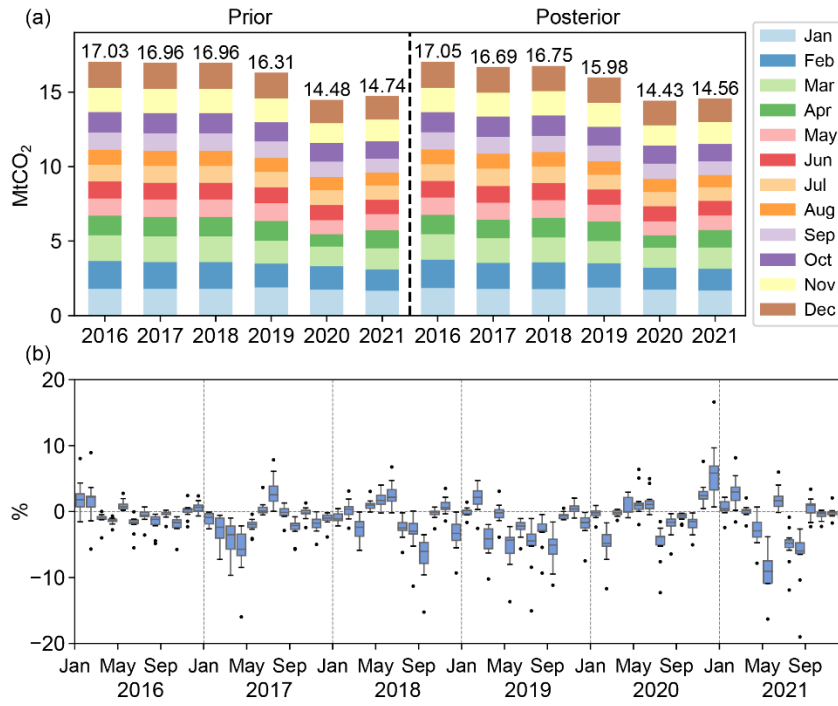 (a) Prior Posterior
17.03 16.96 16.96 16.31 14.48 14.74 17.05 16.69 16.75 15.98 14.43 14.56
MtCO₂
15
10
5
0
2016 2017 2018 2019 2020 2021 2016 2017 2018 2019 2020 2021
Jan
Feb
Mar
Apr
May
Jun
Jul
Aug
Sep
Oct
Nov
Dec
(b)
%
20
10
0
−10
−20
Jan May Sep Jan May Sep Jan May Sep Jan May Sep Jan May Sep Jan May Sep
2016 2017 2018 2019 2020 2021